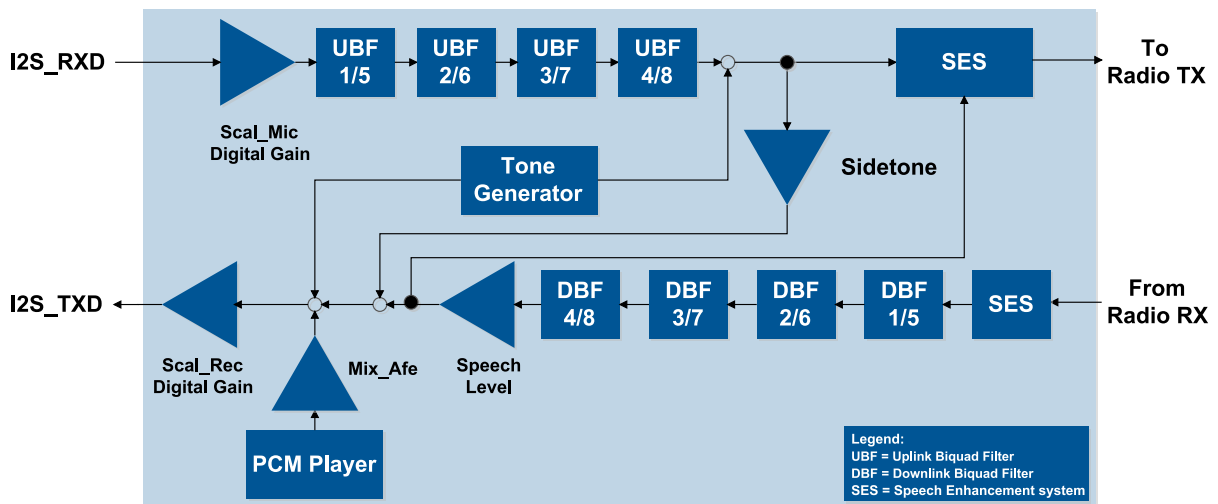 I2S_RXD
UBF
1/5
UBF
2/6
UBF
3/7
UBF
4/8
SES
To
Radio TX
Scal_Mic
Digital Gain
Tone
Generator
Sidetone
I2S_TXD
DBF
4/8
DBF
3/7
DBF
2/6
DBF
1/5
SES
From
Radio RX
Scal_Rec
Digital Gain
Mix_Afe
Speech
Level
PCM Player
Legend:
UBF = Uplink Biquad Filter
DBF = Downlink Biquad Filter
SES = Speech Enhancement system